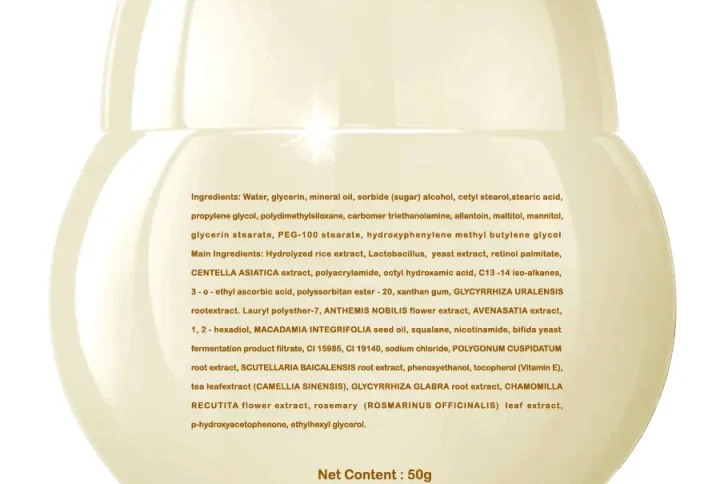 Ingredients: Water, glycerin, mineral oil, sorbide (sugar) alcohol, cetyl stearol,stearic acid,
propylene glycol, polydimethylsiloxane, carbomer triethanolamine, allantoin, maltitol, mannitol,
glycerin stearate, PEG-100 stearate, hydroxyphenylene methyl butylene glycol
Main Ingredients: Hydrolyzed rice extract, Lactobacillus, yeast extract, retinol palmitate,
CENTELLA ASIATICA extract, polyacrylamide, octyl hydroxamic acid, C13 -14 iso-alkanes,
3 - o - ethyl ascorbic acid, polyssorbitan ester - 20, xanthan gum, GLYCYRRHIZA URALENSIS
rootextract. Lauryl polyether-7, ANTHEMIS NOBILIS flower extract, AVENASATIA extract,
1, 2 - hexadiol, MACADAMIA INTEGRIFOLIA seed oil, squalane, nicotinamide, bifida yeast
fermentation product filtrate, CI 15985, CI 19140, sodium chloride, POLYGONUM CUSPIDATUM
root extract, SCUTELLARIA BAICALENSIS root extract, phenoxyethanol, tocopherol (Vitamin E),
tea leafextract (CAMELLIA SINENSIS), GLYCYRRHIZA GLABRA root extract, CHAMOMILLA
RECUTITA flower extract, rosemary (ROSMARINUS OFFICINALIS) leaf extract,
p-hydroxyacetophenone, ethylhexyl glycerol.
Net Content : 50g